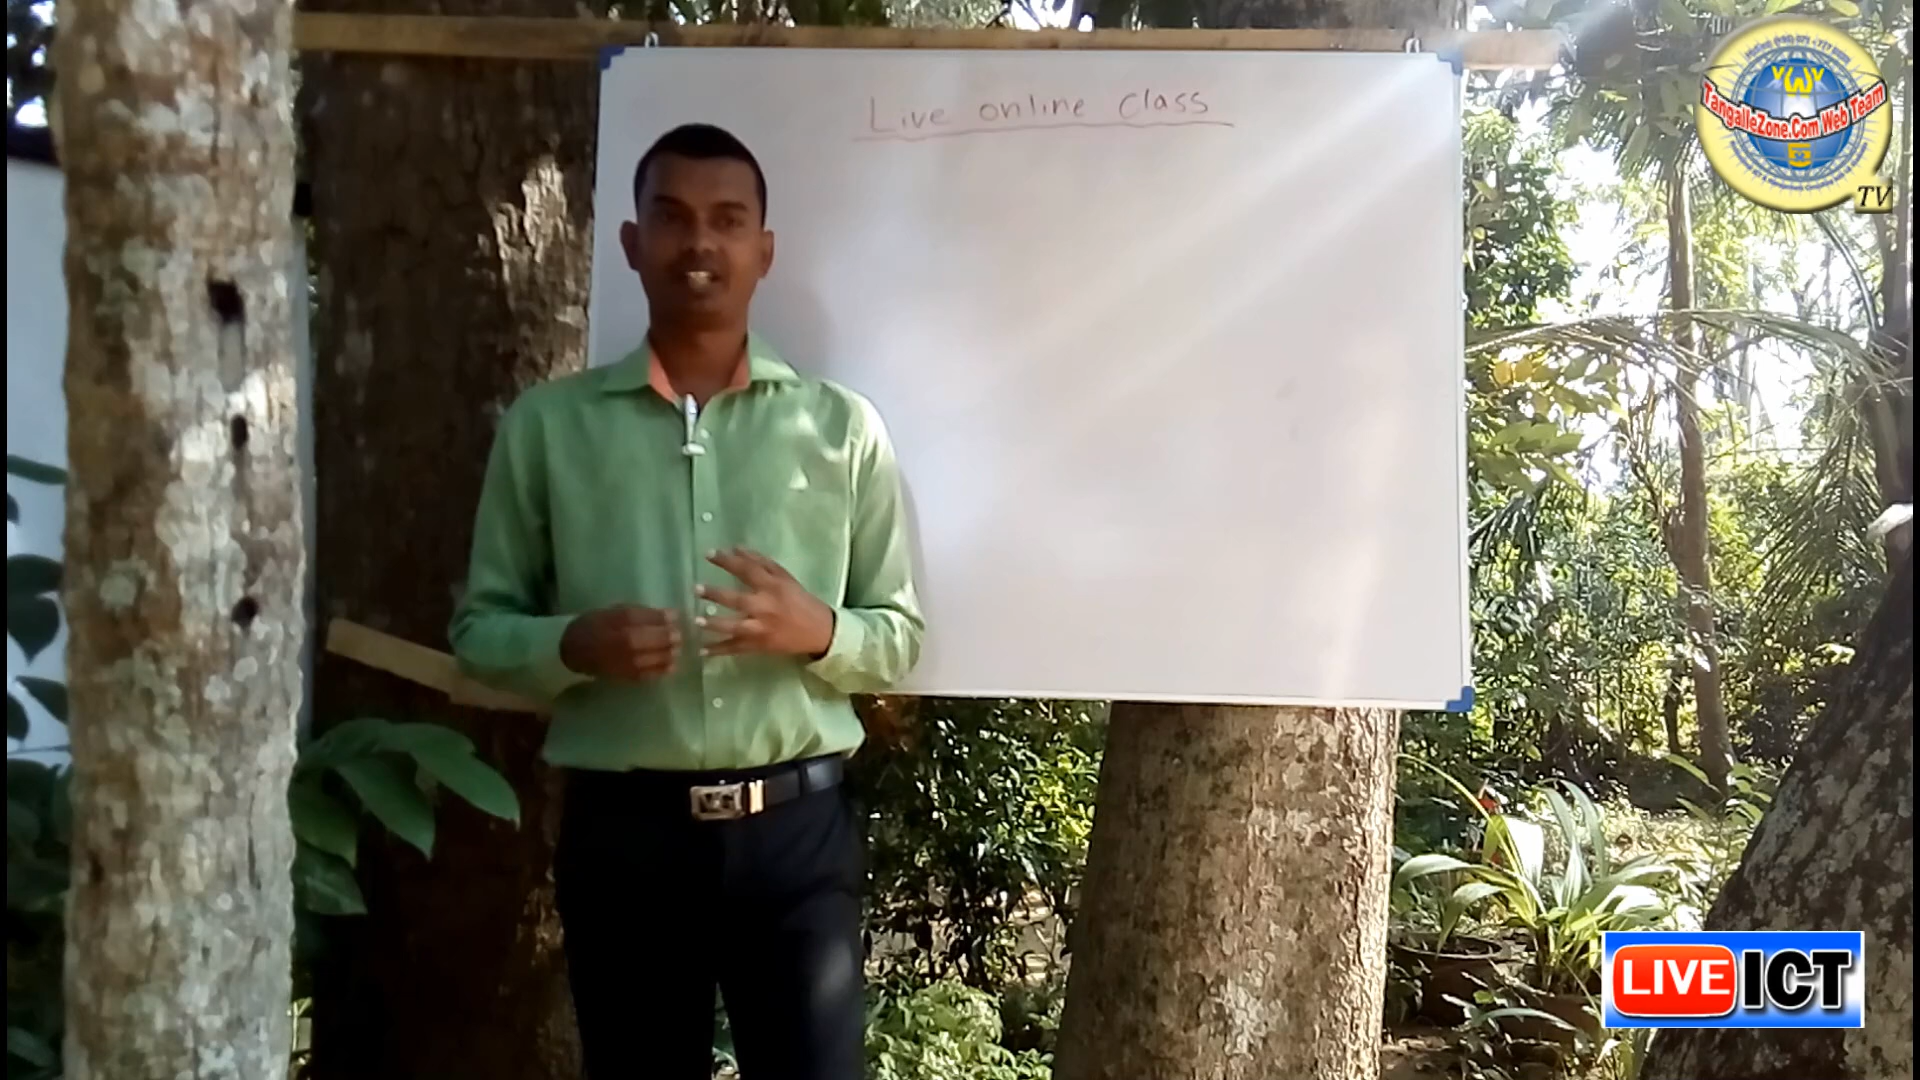 Live online class
TangalleZone.Com Web Team
TV
LIVE ICT